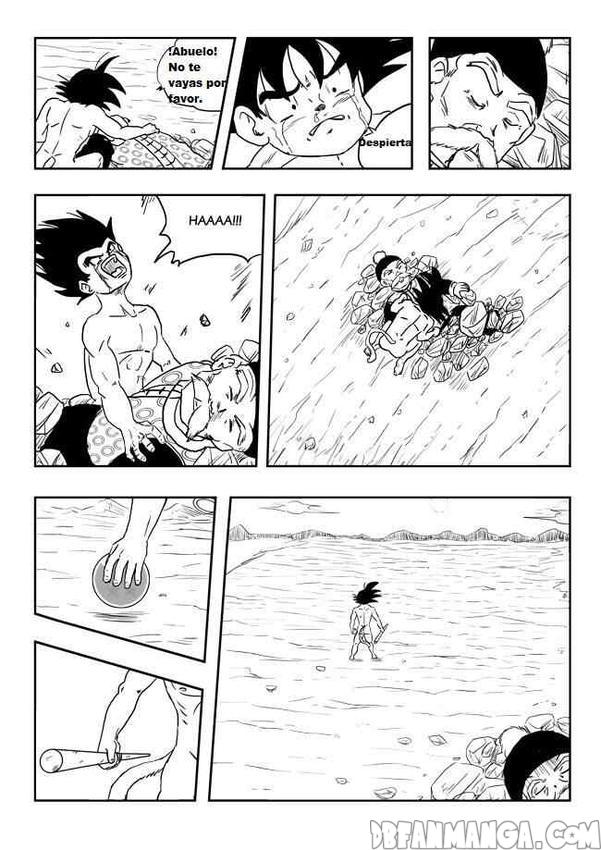 !Abuelo!
No te
vayas por
favor.
Despierta
HAAAA!!!
DBFANMANGA.COM